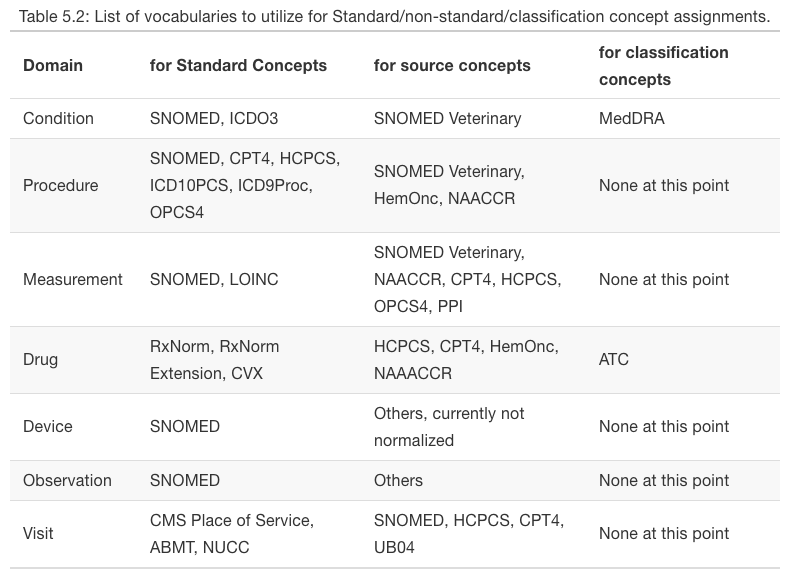 Table 5.2: List of vocabularies to utilize for Standard/non-standard/classification concept assignments.
Domain
for Standard Concepts
for source concepts
for classification
concepts
Condition
SNOMED, ICDO3
SNOMED Veterinary
MedDRA
Procedure
SNOMED, CPT4, HCPCS,
ICD10PCS, ICD9Proc,
OPCS4
SNOMED Veterinary,
HemOnc, NAACCR
None at this point
Measurement
SNOMED, LOINC
SNOMED Veterinary,
NAACCR, CPT4, HCPCS,
OPCS4, PPI
None at this point
Drug
RxNorm, RxNorm
Extension, CVX
HCPCS, CPT4, HemOnc,
NAAACCR
ATC
Device
SNOMED
Others, currently not
normalized
None at this point
Observation
SNOMED
Others
None at this point
Visit
CMS Place of Service,
ABMT, NUCC
SNOMED, HCPCS, CPT4,
UB04
None at this point